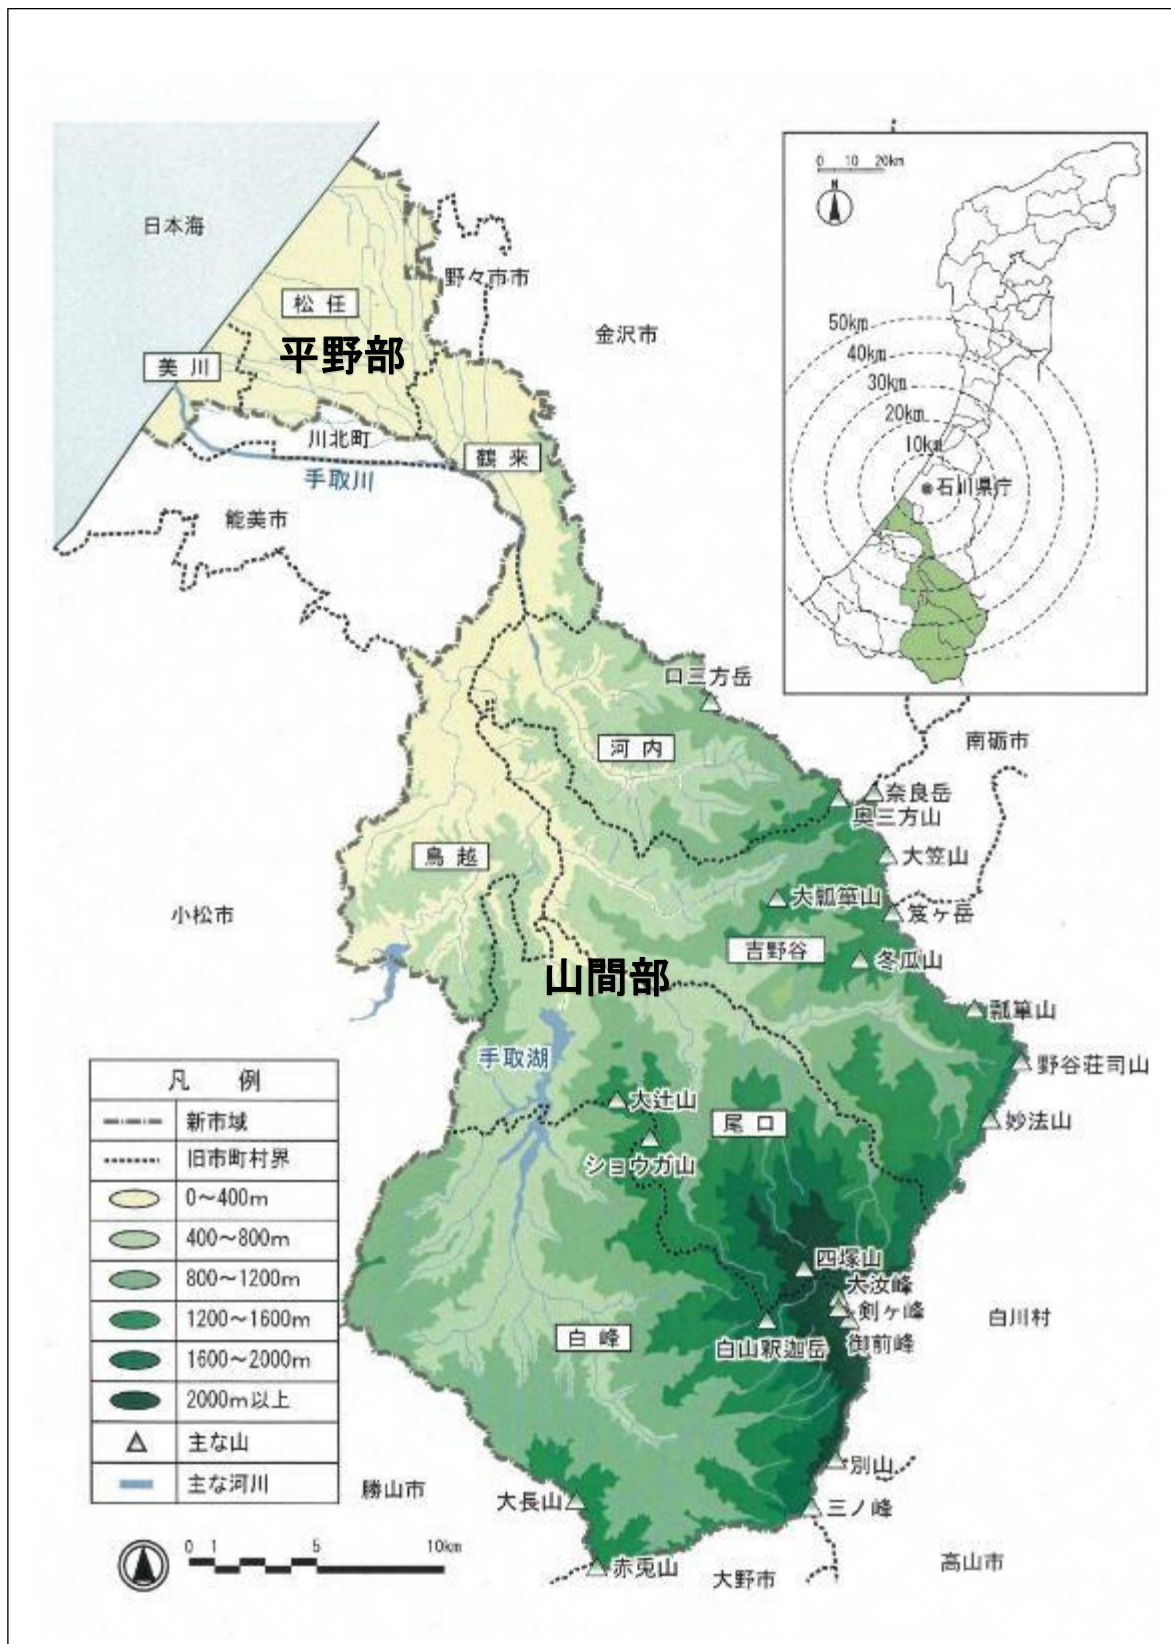 日本海
松任
平野部
美川
野々市市
金沢市
川北町
手取川
鶴来
能美市
0 10 20km
N
50km
40km
30km
20km
10km
石川県庁
口三方岳
河内
南砺市
奈良岳
奥三方山
鳥越
大笠山
大瓢箪山
笈ヶ岳
小松市
吉野谷
冬瓜山
山間部
瓢箪山
手取湖
野谷荘司山
大辻山
尾口
妙法山
ショウガ山
凡例
新市域
旧市町村界
0~400m
400~800m
800~1200m
1200~1600m
1600~2000m
2000m以上
主な山
主な河川
四塚山
大汝峰
剣ヶ峰
御前峰
白山釈迦岳
白川村
白峰
別山
勝山市
大長山
三ノ峰
0 1 5 10km
赤兎山
大野市
高山市